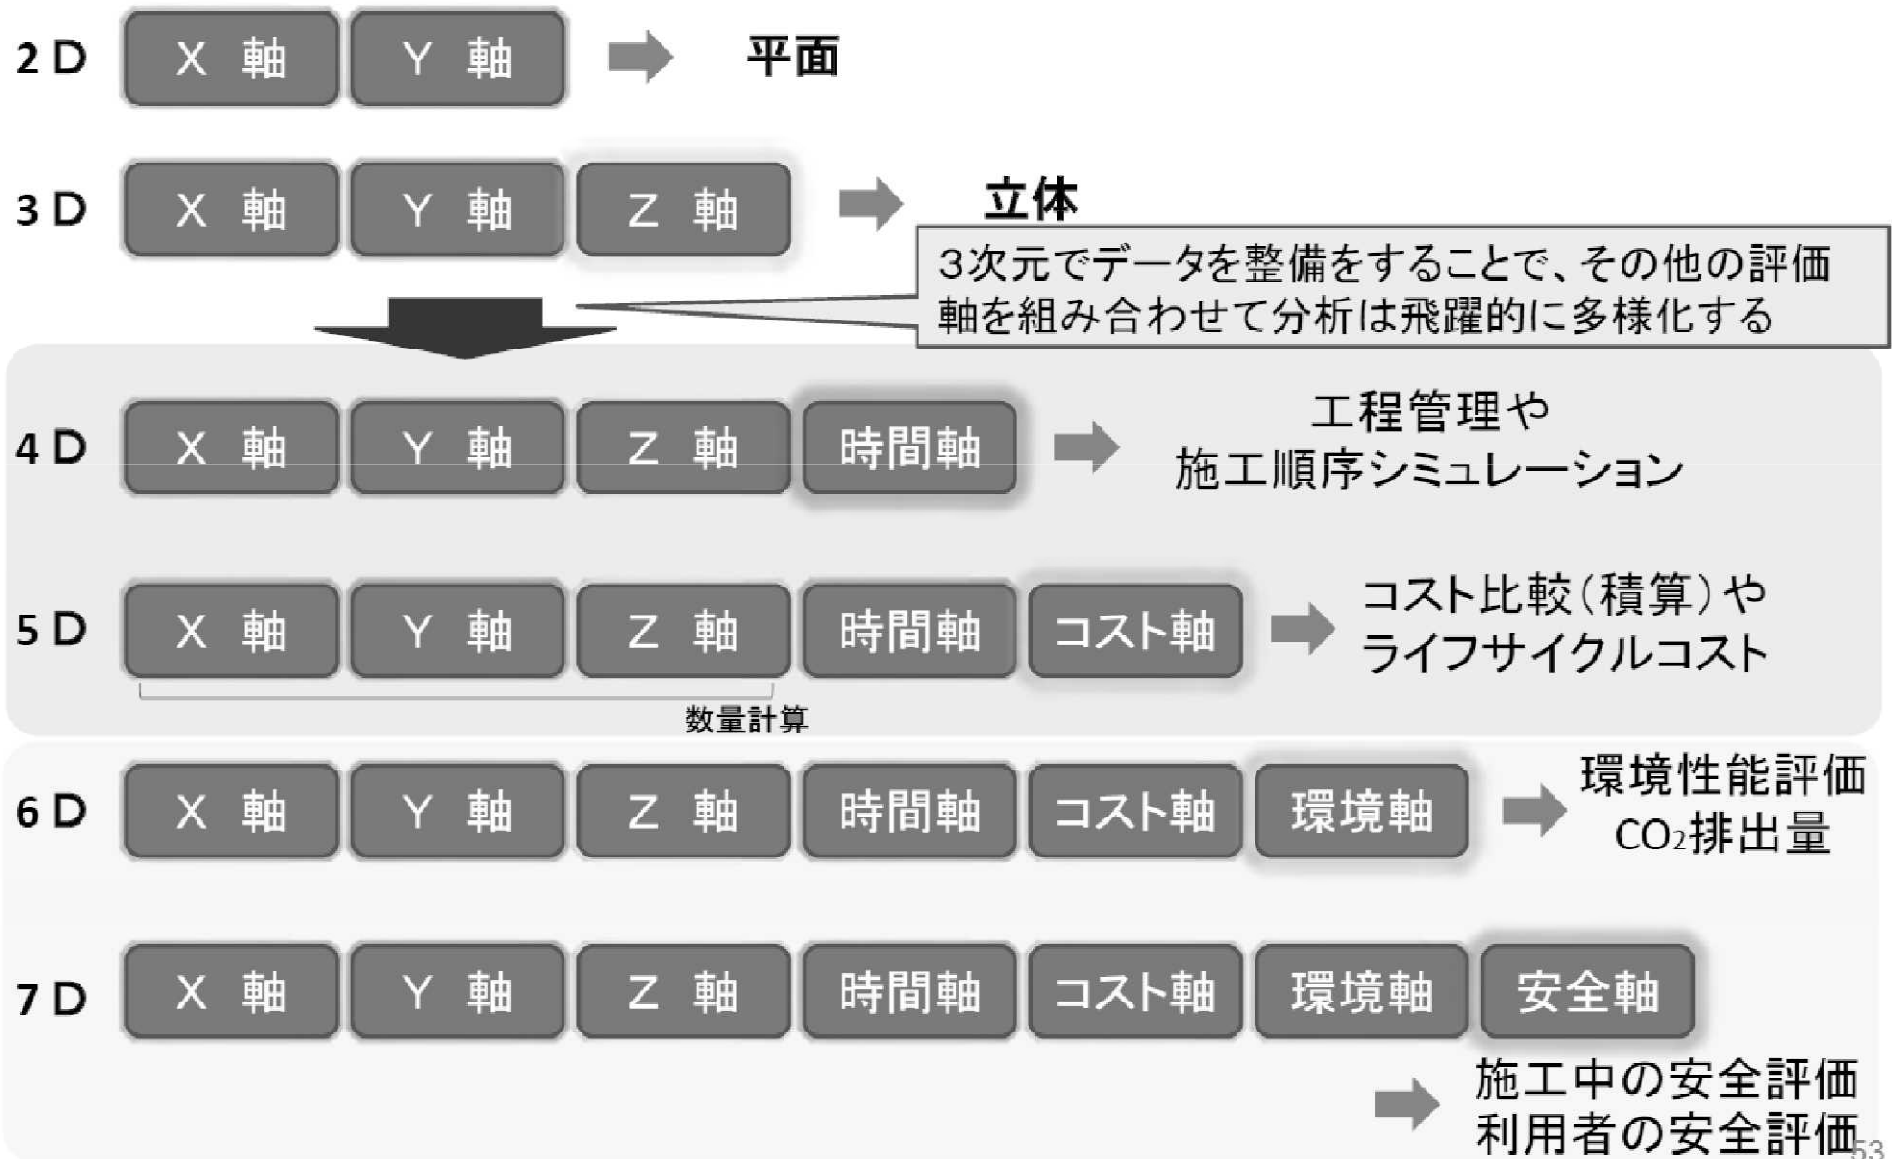 2D X 軸 Y 軸 平面
3D X 軸 Y 軸 Z 軸 立体
3次元でデータを整備をすることで、その他の評価
軸を組み合わせて分析は飛躍的に多様化する
4D X 軸 Y 軸 Z 軸 時間軸
工程管理や
施工順序シミュレーション
5D X 軸 Y 軸 Z 軸 時間軸 コスト軸
コスト比較(積算)や
ライフサイクルコスト
数量計算
6D X 軸 Y 軸 Z 軸 時間軸 コスト軸 環境軸
環境性能評価
CO₂排出量
7D X 軸 Y 軸 Z 軸 時間軸 コスト軸 環境軸 安全軸
施工中の安全評価
利用者の安全評価
53